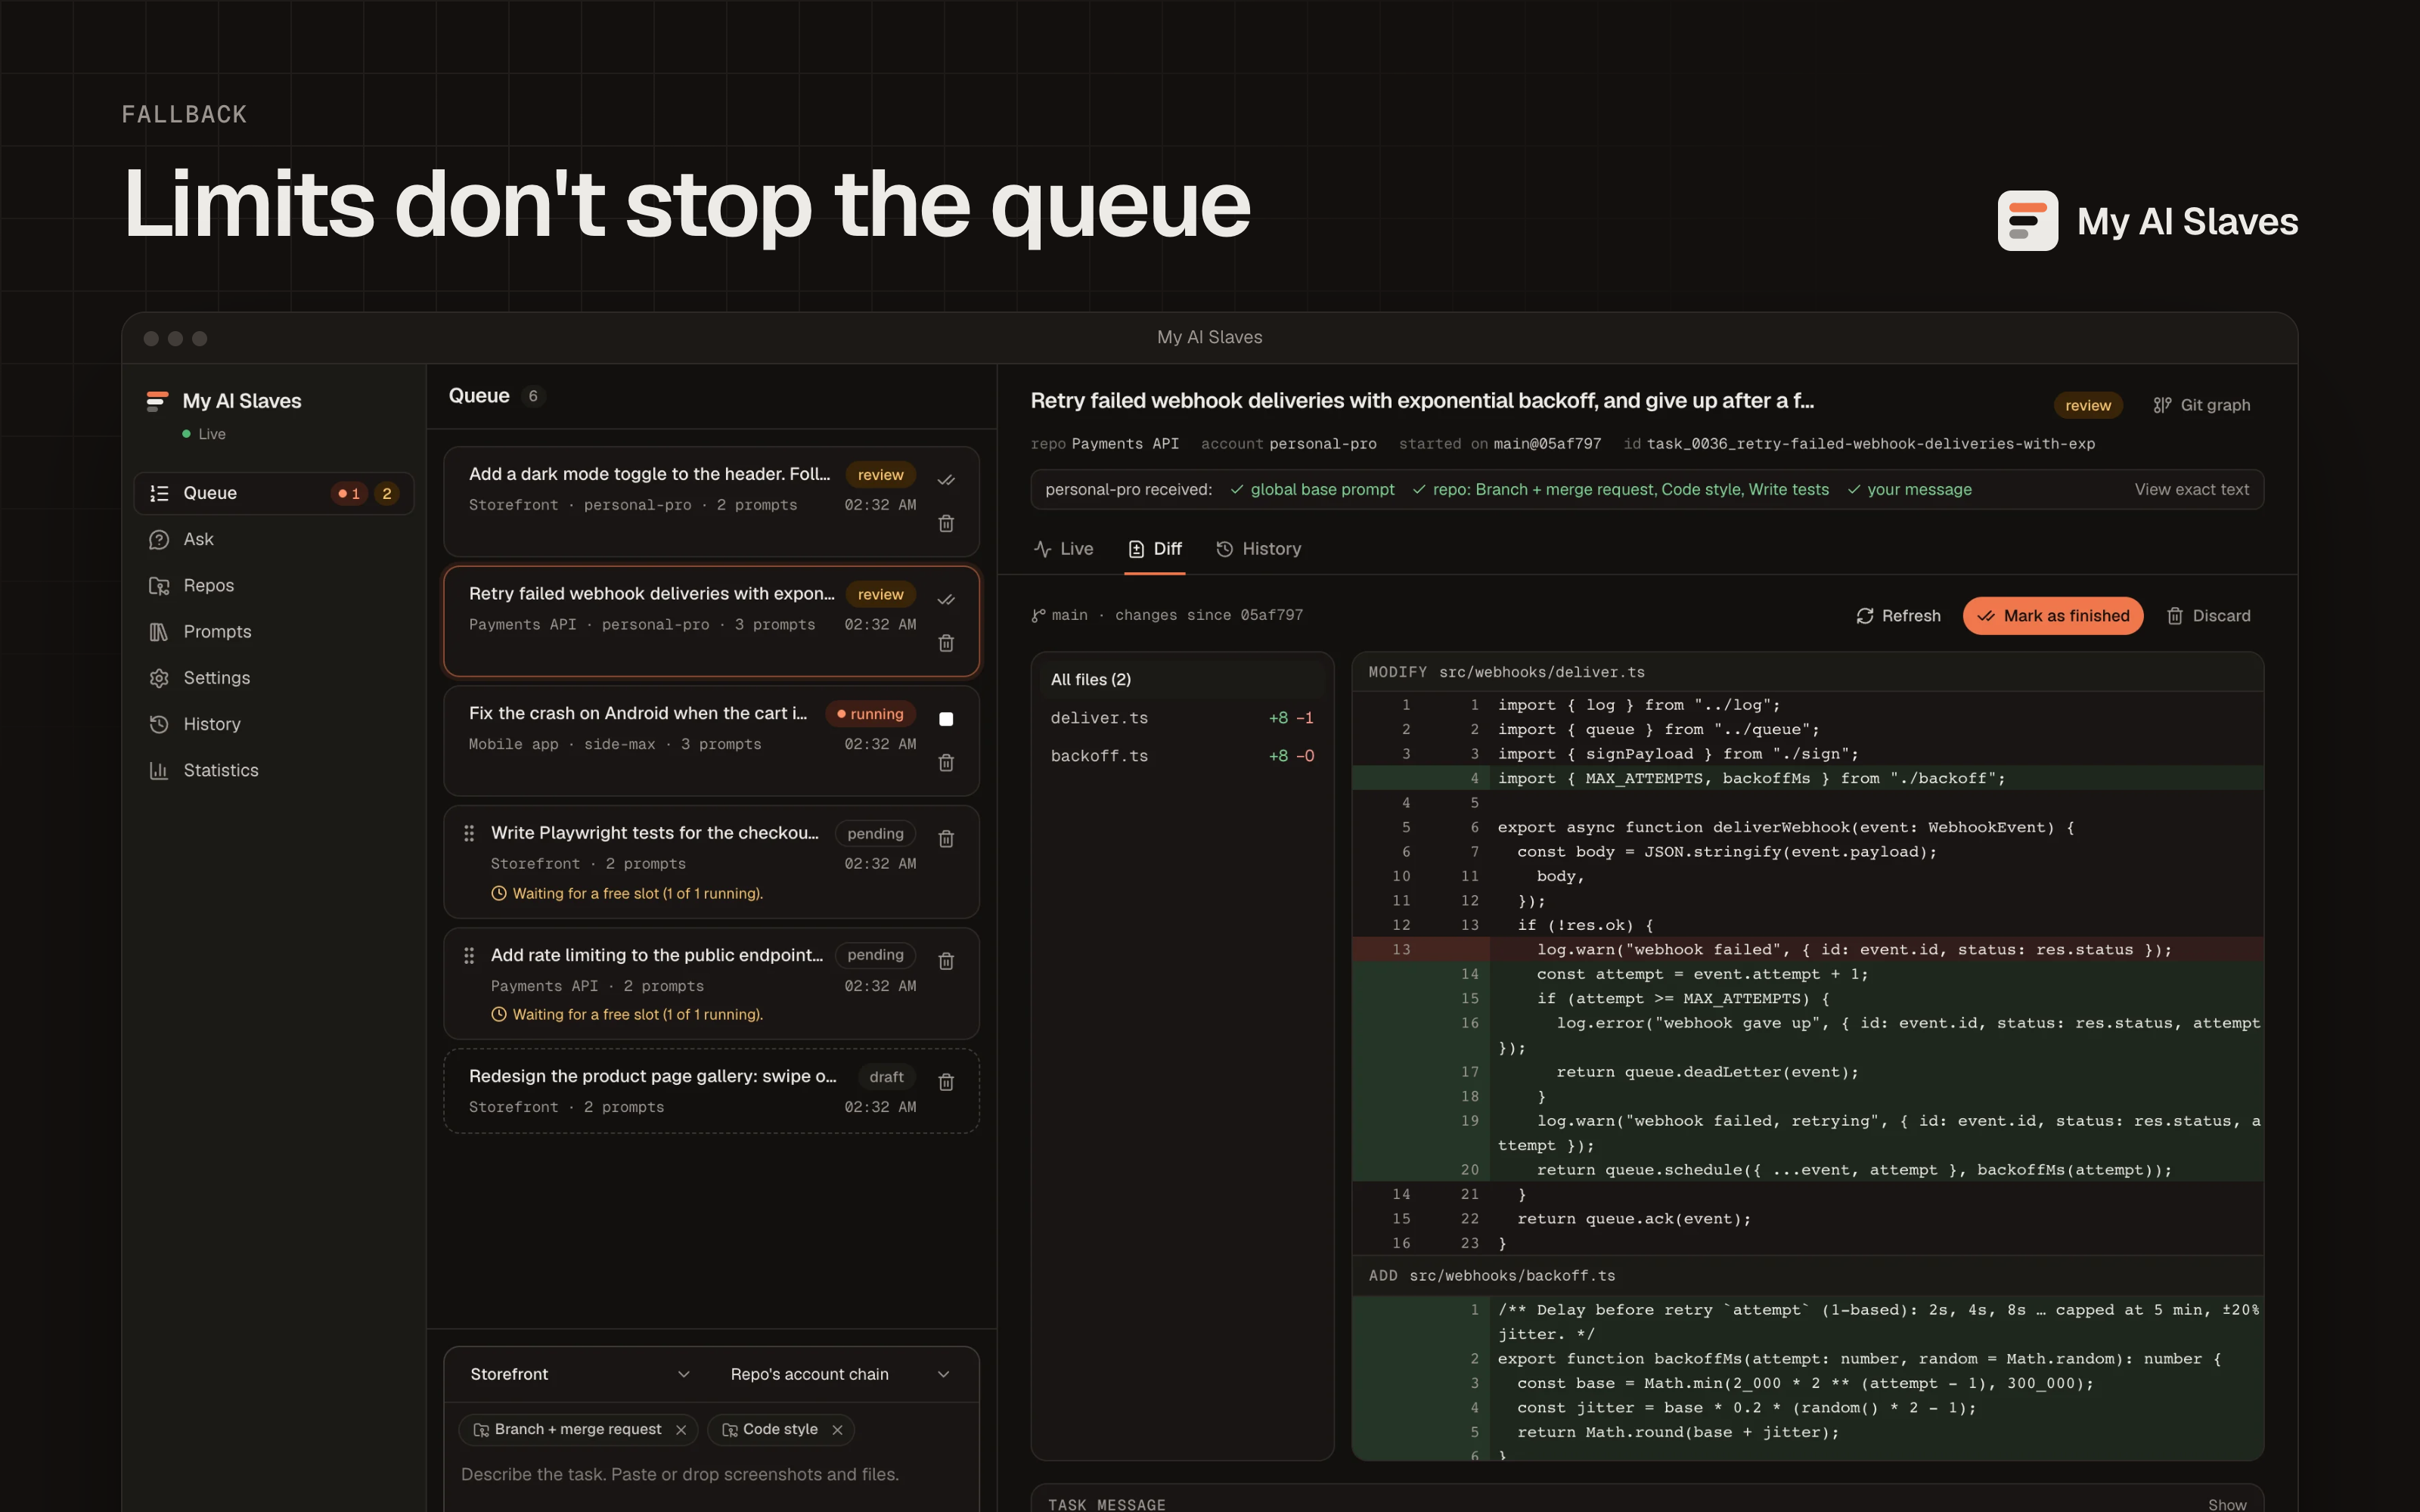 FALLBACK
Limits don't stop the queue
My AI Slaves
My AI Slaves
My AI Slaves
Live
Queue 1 2
Ask
Repos
Prompts
Settings
History
Statistics
Queue 6
Add a dark mode toggle to the header. Foll... review
Storefront · personal-pro · 2 prompts 02:32 AM
Retry failed webhook deliveries with expon... review
Payments API · personal-pro · 3 prompts 02:32 AM
Fix the crash on Android when the cart i... running
Mobile app · side-max · 3 prompts 02:32 AM
Write Playwright tests for the checkou... pending
Storefront · 2 prompts 02:32 AM
Waiting for a free slot (1 of 1 running).
Add rate limiting to the public endpoint... pending
Payments API · 2 prompts 02:32 AM
Waiting for a free slot (1 of 1 running).
Redesign the product page gallery: swipe o... draft
Storefront · 2 prompts 02:32 AM
Storefront Repo's account chain
Branch + merge request Code style
Describe the task. Paste or drop screenshots and files.
Retry failed webhook deliveries with exponential backoff, and give up after a f... review Git graph
repo Payments API account personal-pro started on main@05af797 id task_0036_retry-failed-webhook-deliveries-with-exp
personal-pro received: global base prompt repo: Branch + merge request, Code style, Write tests your message View exact text
Live Diff History
main · changes since 05af797 Refresh Mark as finished Discard
All files (2)
deliver.ts +8 −1
backoff.ts +8 −0
MODIFY src/webhooks/deliver.ts
1 1 import { log } from "../log";
2 2 import { queue } from "../queue";
3 3 import { signPayload } from "./sign";
4 import { MAX_ATTEMPTS, backoffMs } from "./backoff";
4 5
5 6 export async function deliverWebhook(event: WebhookEvent) {
6 7 const body = JSON.stringify(event.payload);
10 11 body,
11 12 });
12 13 if (!res.ok) {
13 log.warn("webhook failed", { id: event.id, status: res.status });
14 const attempt = event.attempt + 1;
15 if (attempt >= MAX_ATTEMPTS) {
16 log.error("webhook gave up", { id: event.id, status: res.status, attempt
});
17 return queue.deadLetter(event);
18 }
19 log.warn("webhook failed, retrying", { id: event.id, status: res.status, a
ttempt });
20 return queue.schedule({ ...event, attempt }, backoffMs(attempt));
14 21 }
15 22 return queue.ack(event);
16 23 }
ADD src/webhooks/backoff.ts
1 /** Delay before retry `attempt` (1-based): 2s, 4s, 8s … capped at 5 min, ±20%
jitter. */
2 export function backoffMs(attempt: number, random = Math.random): number {
3 const base = Math.min(2_000 * 2 ** (attempt - 1), 300_000);
4 const jitter = base * 0.2 * (random() * 2 - 1);
5 return Math.round(base + jitter);
6 }
TASK MESSAGE Show